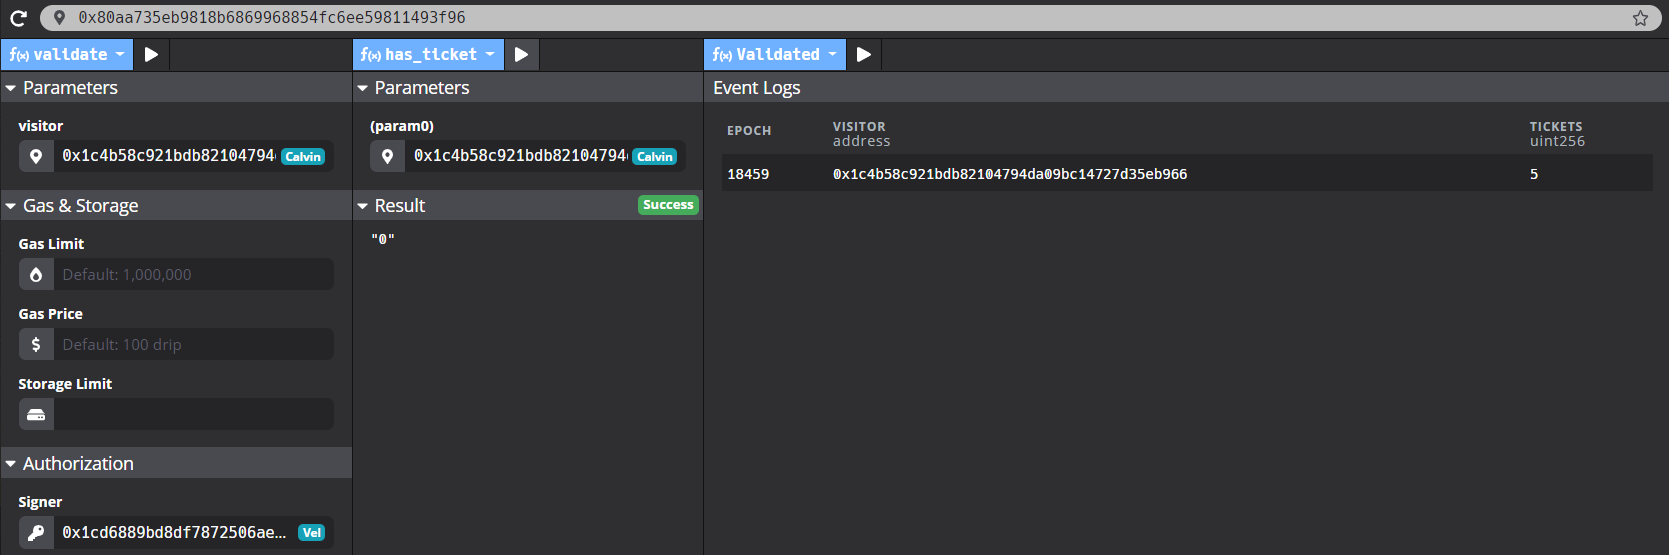 0x80aa735eb9818b6869968854fc6ee59811493f96
f(x) validate
f(x) has_ticket
f(x) Validated
Parameters
visitor
0x1c4b58c921bdb82104794 Calvin
Gas & Storage
Gas Limit
Default: 1,000,000
Gas Price
$ Default: 100 drip
Storage Limit
Authorization
Signer
0x1cd6889bd8df7872506ae... Vel
Parameters
(param0)
0x1c4b58c921bdb82104794 Calvin
Result Success
"0"
Event Logs
EPOCH VISITOR TICKETS
address uint256
18459 0x1c4b58c921bdb82104794da09bc14727d35eb966 5